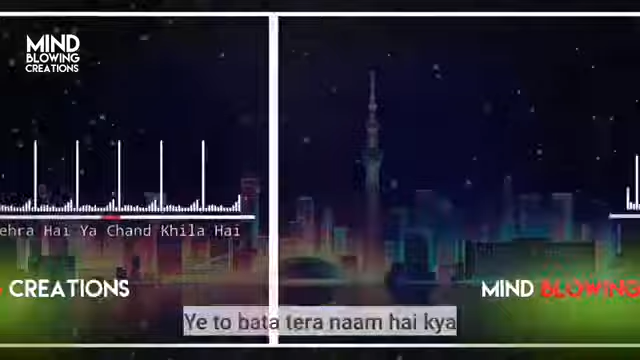 MIND
BLOWING
CREATIONS
ehra Hai Ya Chand Khila Hai
CREATIONS
MIND BLOWING
Ye to bata tera naam hai kya